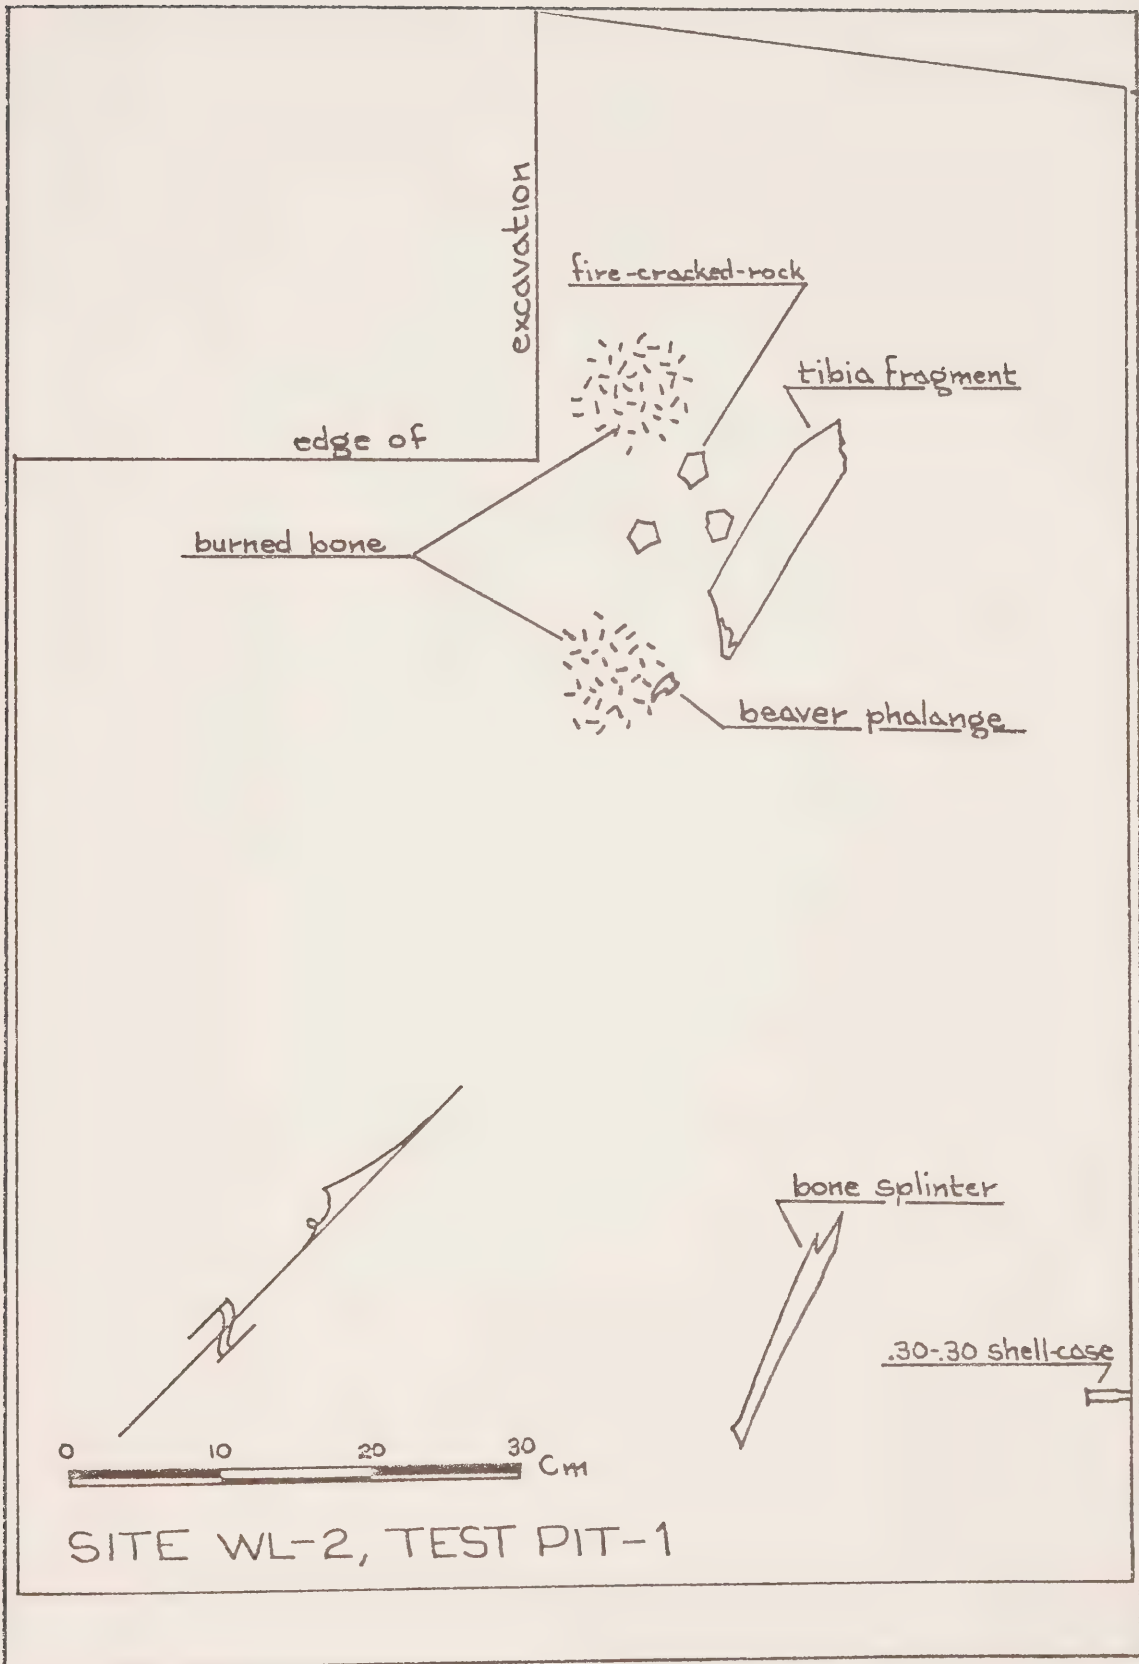 excavation
fire-cracked-rock
tibia fragment
edge of
burned bone
beaver phalange
bone splinter
.30-.30 shell-case
N
0 10 20 30 Cm
SITE WL-2, TEST PIT-1